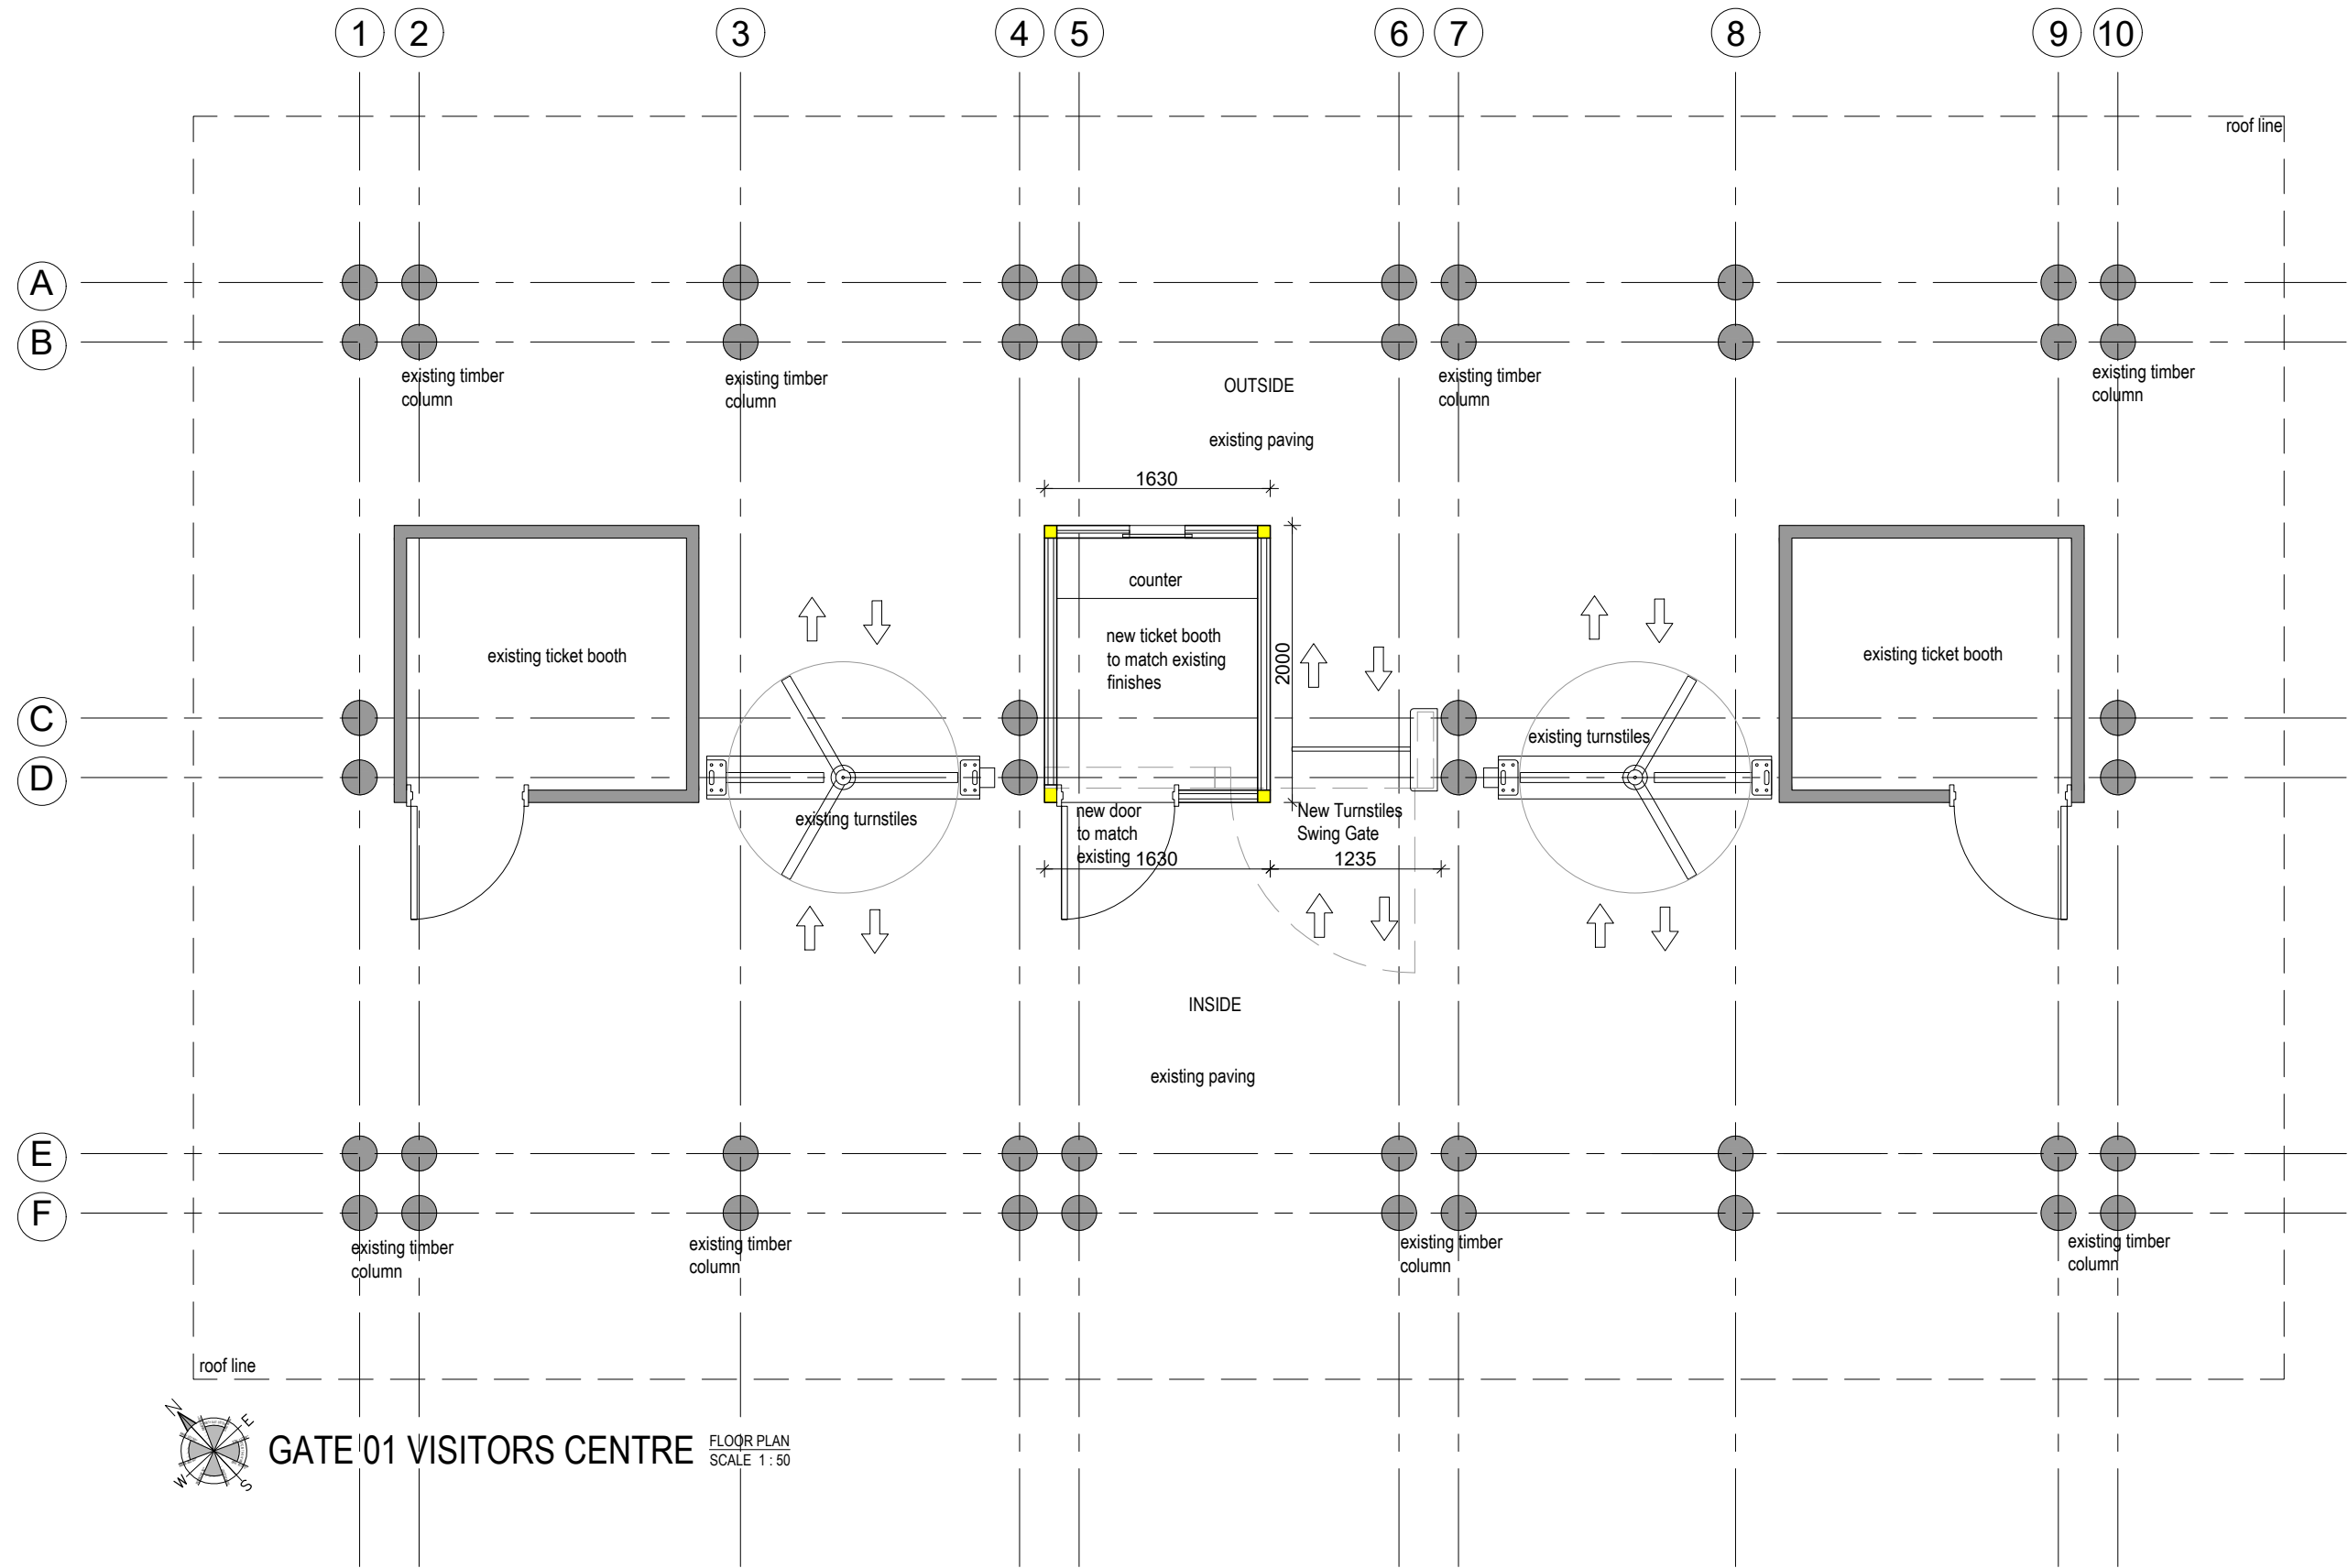 1 2 3 4 5 6 7 8 9 10
roof line
A
B
existing timber
column
existing timber
column
existing timber
column
existing timber
column
OUTSIDE
existing paving
1630
counter
new ticket booth
to match existing
finishes
2000
existing ticket booth
existing ticket booth
C
D
existing turnstiles
existing turnstiles
new door
to match
existing
New Turnstiles
Swing Gate
1630
1235
INSIDE
existing paving
E
F
existing timber
column
existing timber
column
existing timber
column
existing timber
column
roof line
N
E
W
S
GATE 01 VISITORS CENTRE
FLOOR PLAN
SCALE 1 : 50